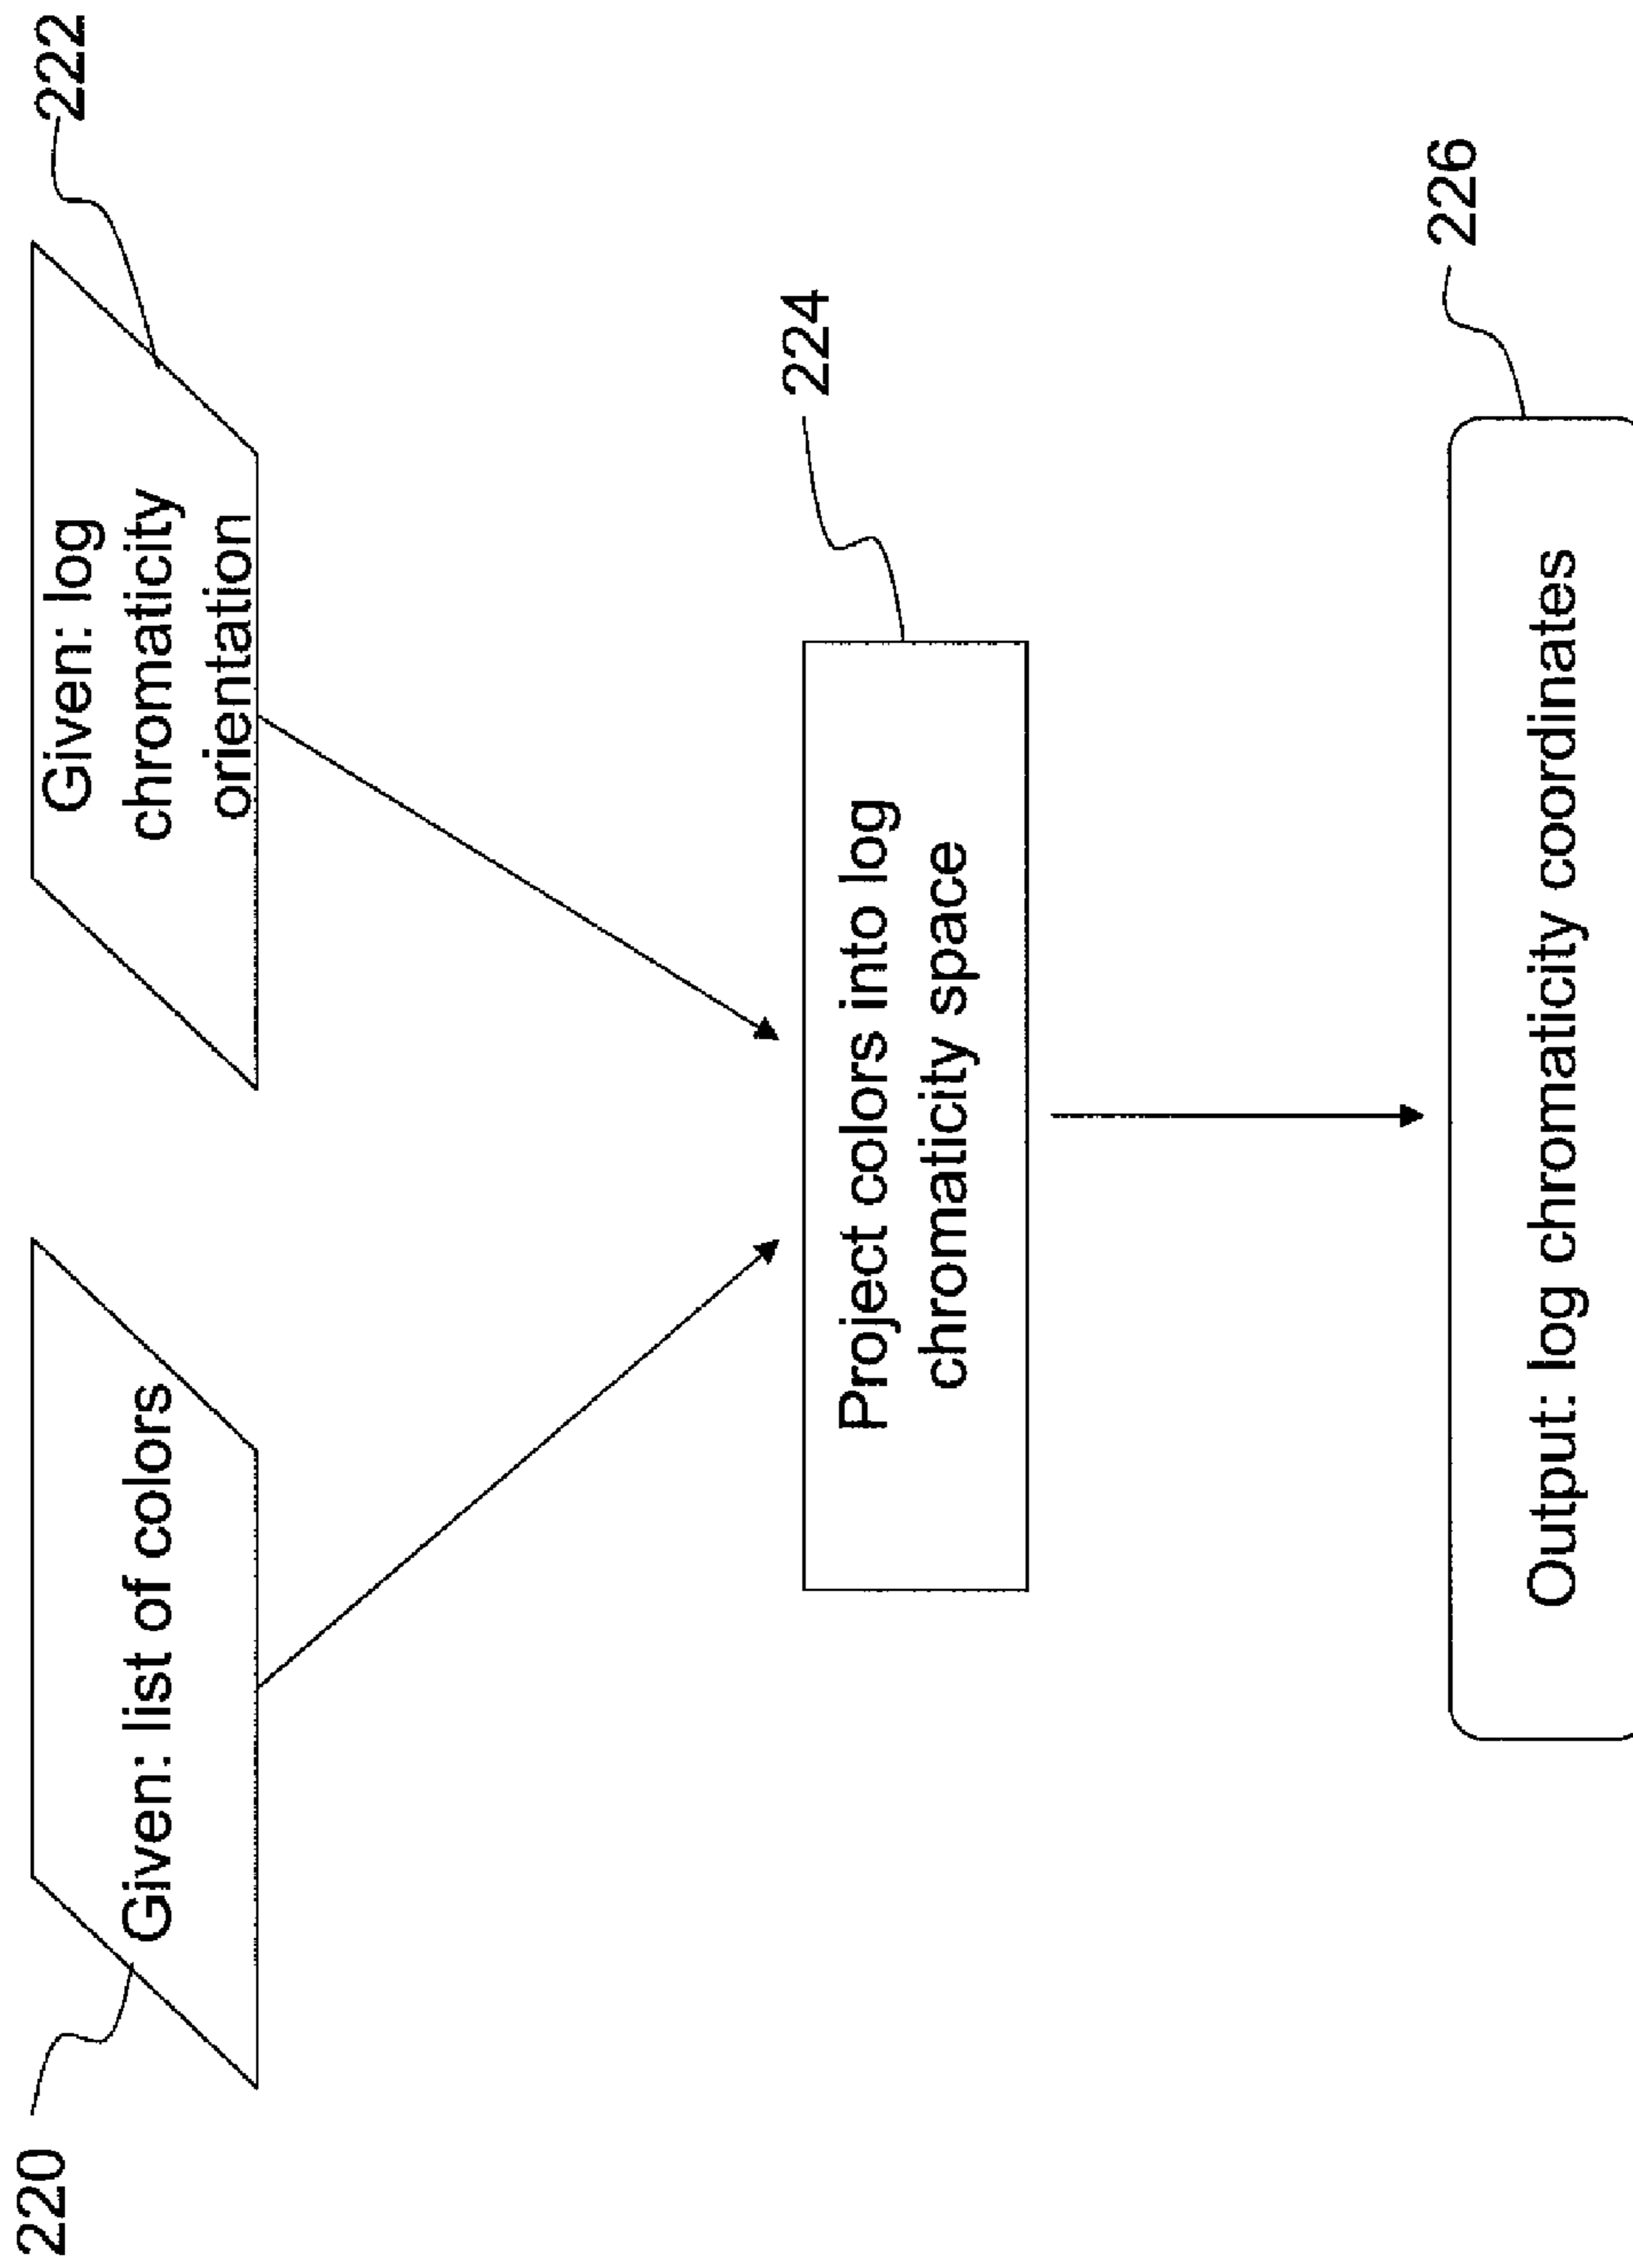 220
Given: list of colors
Given: log
chromaticity
orientation
222
Project colors into log
chromaticity space
224
Output: log chromaticity coordinates
226